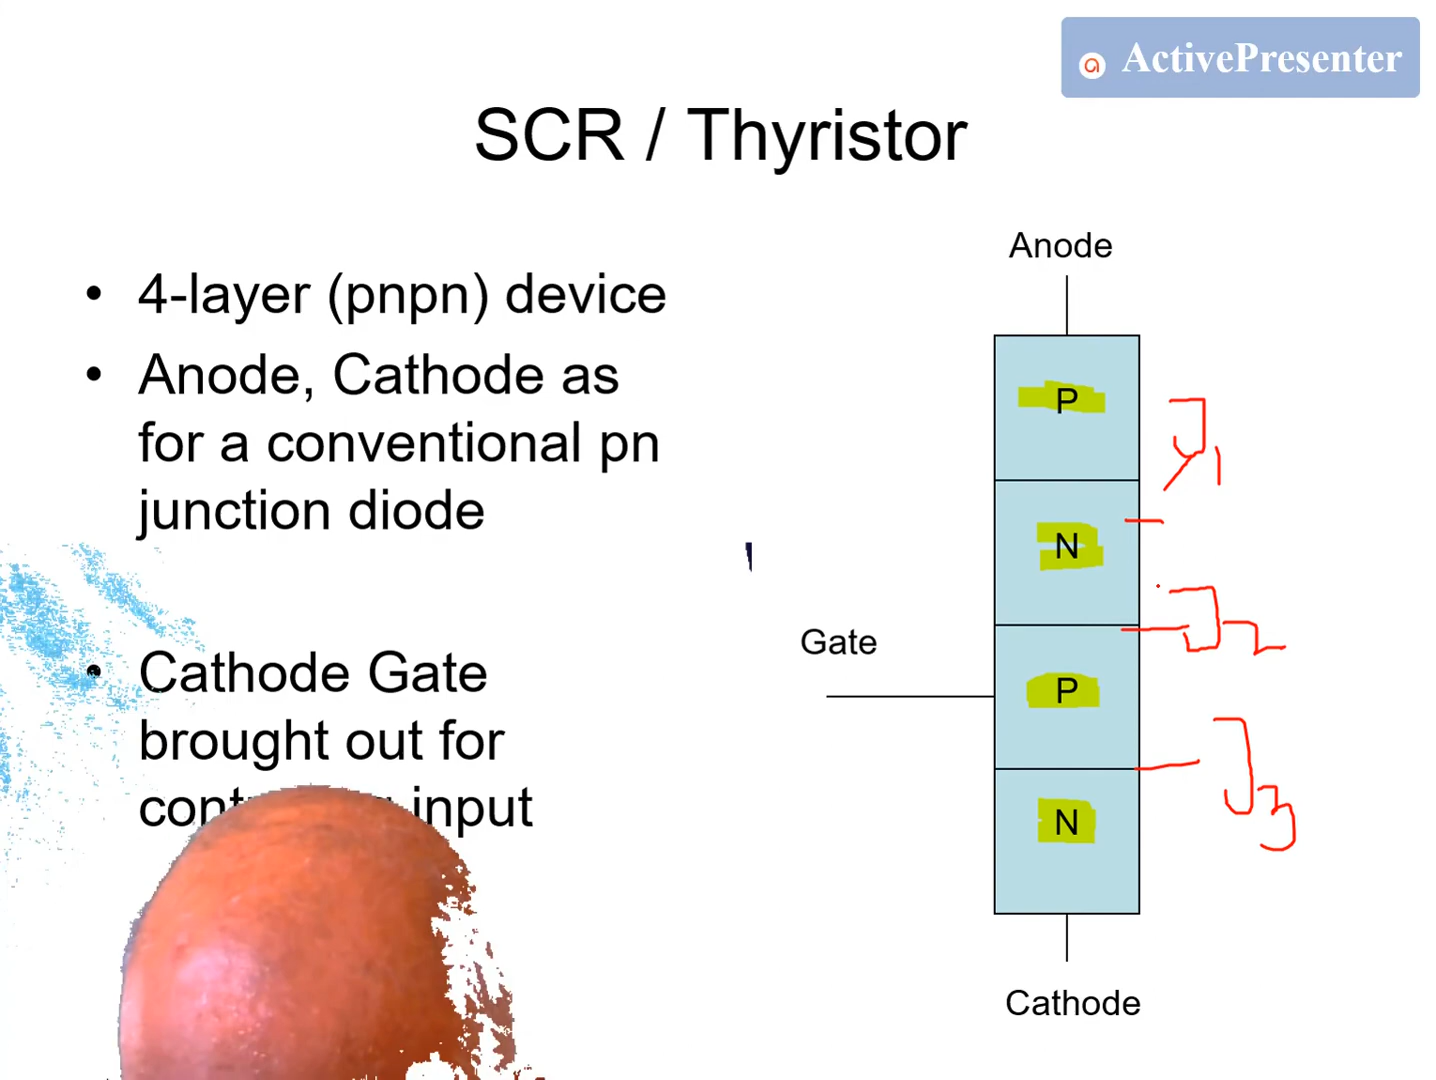 ActivePresenter
SCR / Thyristor
• 4-layer (pnpn) device
• Anode, Cathode as
for a conventional pn
junction diode
• Cathode Gate
brought out for
input
Anode
P
N
P
N
Gate
Cathode
J1
J2
J3